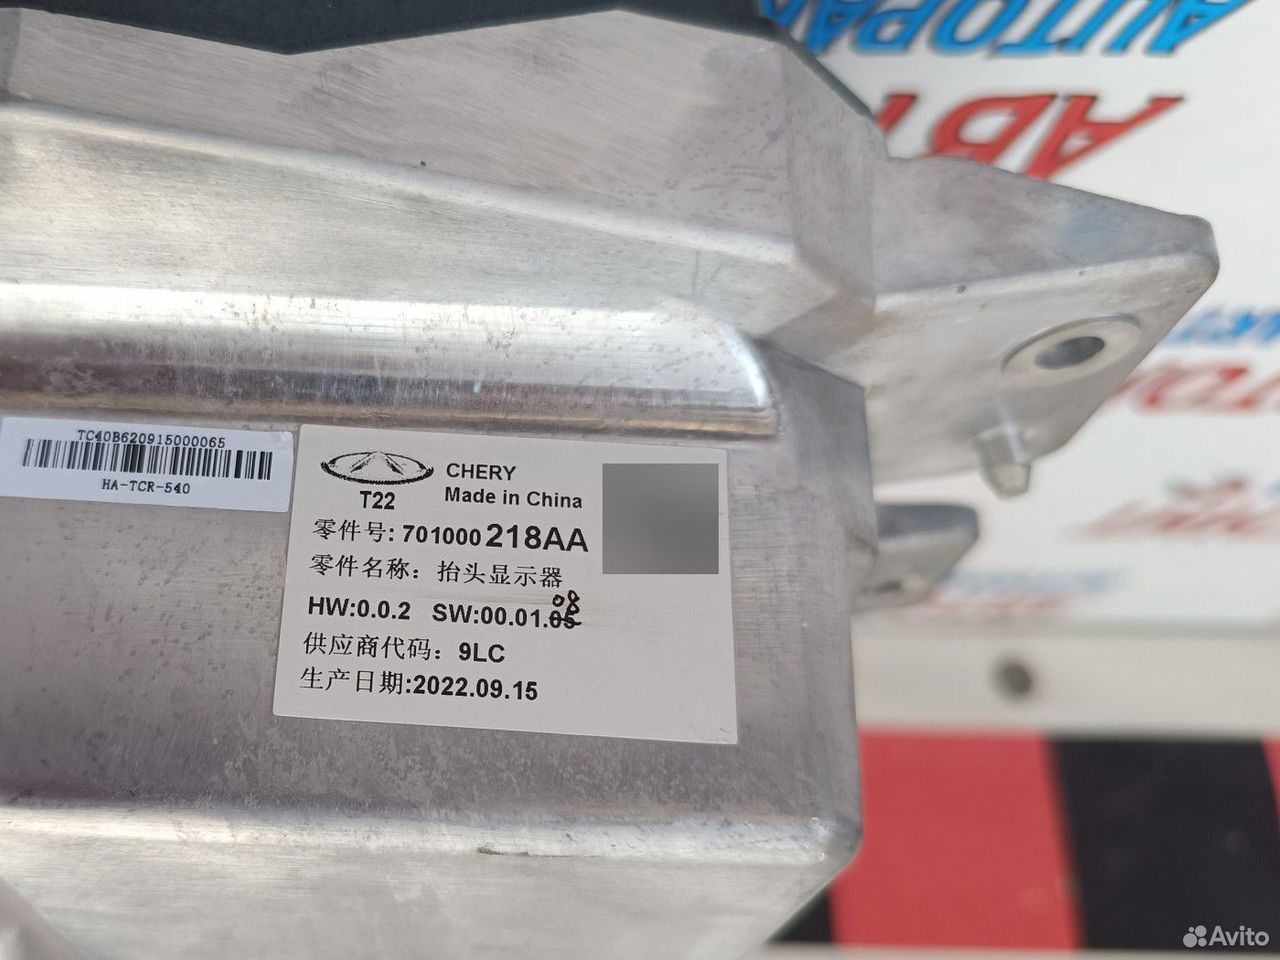 AUTOPAR
АВТ
TC40B620915000065
HA-TCR-540
CHERY
T22
Made in China
零件号: 701000218AA
零件名称: 抬头显示器
08
HW:0.0.2 SW:00.01.05
供应商代码: 9LC
生产日期:2022.09.15
Avito